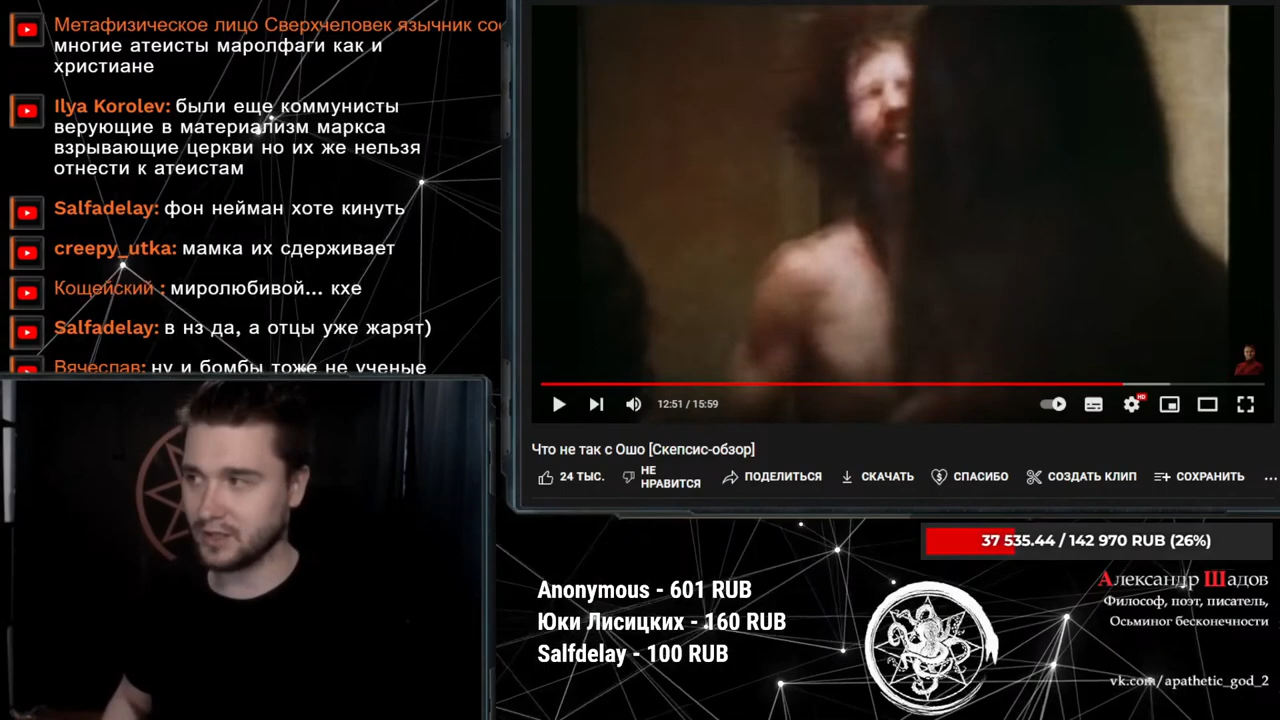 Метафизическое лицо Сверхчеловек язычник
многие атеисты маролфаги как и
христиане
Ilya Korolev: были еще коммунисты
верующие в материализм маркса
взрывающие церкви но их же нельзя
отнести к атеистам
Salfadelay: фон нейман хоте кинуть
creepy_utka: мамка их сдерживает
Кощейский : миролюбивой... кхе
Salfadelay: в нз да, а отцы уже жарят)
Вячеслав: ну и бомбы тоже не ученые
12:51 / 15:59
HD
Что не так с Ошо [Скепсис-обзор]
24 ТЫС.
НЕ
НРАВИТСЯ
ПОДЕЛИТЬСЯ
СКАЧАТЬ
СПАСИБО
СОЗДАТЬ КЛИП
СОХРАНИТЬ
...
37 535.44 / 142 970 RUB (26%)
Anonymous - 601 RUB
Юки Лисицких - 160 RUB
Salfdelay - 100 RUB
Александр Шадов
Философ, поэт, писатель,
Осьминог бесконечности
vk.com/apathetic_god_2